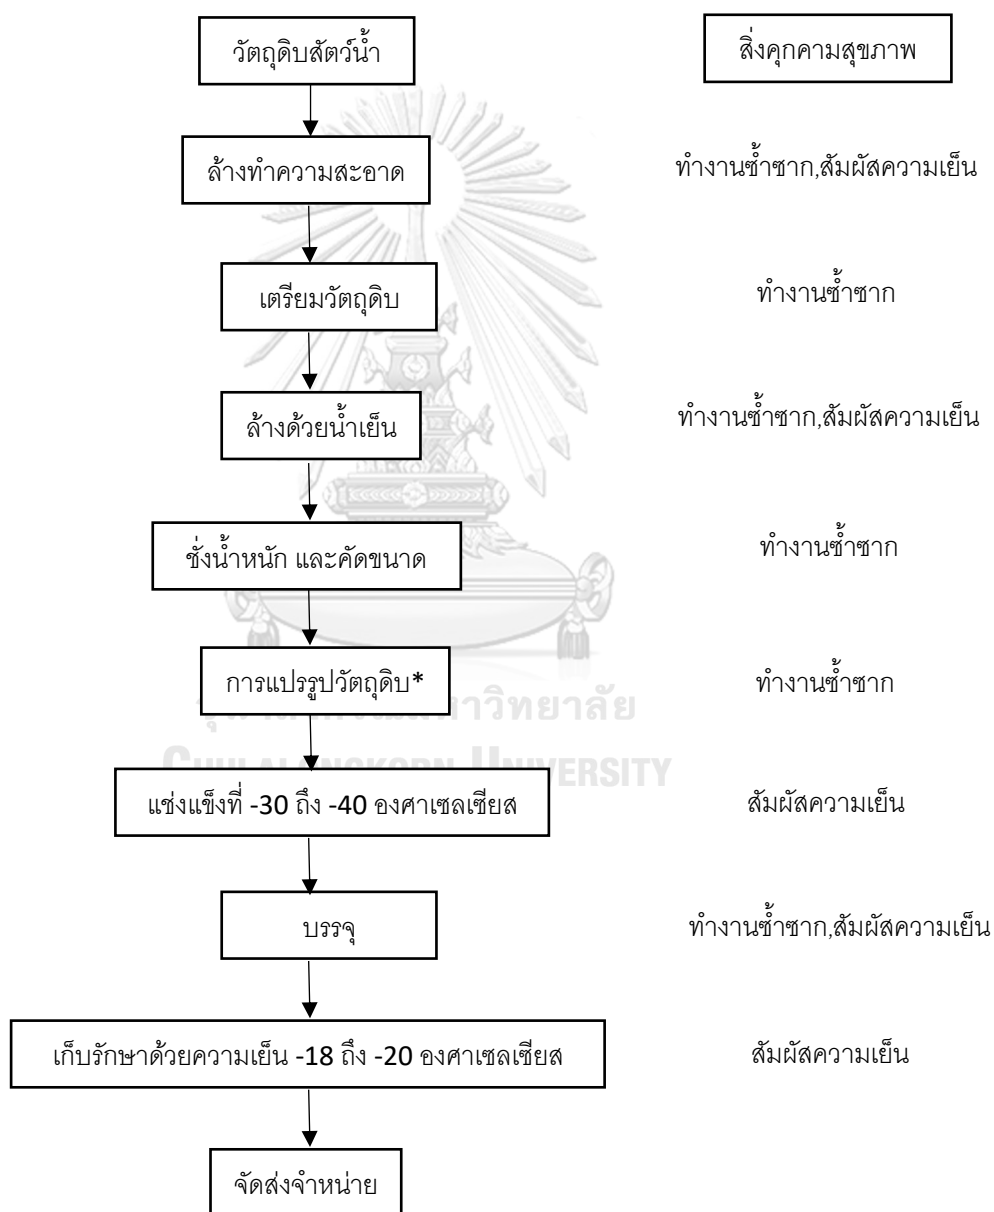 วัตถุดิบสัตว์น้ำ
สิ่งคุกคามสุขภาพ
ล้างทำความสะอาด
ทำงานซ้ำซาก,สัมผัสความเย็น
เตรียมวัตถุดิบ
ทำงานซ้ำซาก
ล้างด้วยน้ำเย็น
ทำงานซ้ำซาก,สัมผัสความเย็น
ชั่งน้ำหนัก และคัดขนาด
ทำงานซ้ำซาก
การแปรรูปวัตถุดิบ*
ทำงานซ้ำซาก
แช่งแข็งที่ -30 ถึง -40 องศาเซลเซียส
สัมผัสความเย็น
บรรจุ
ทำงานซ้ำซาก,สัมผัสความเย็น
เก็บรักษาด้วยความเย็น -18 ถึง -20 องศาเซลเซียส
สัมผัสความเย็น
จัดส่งจำหน่าย